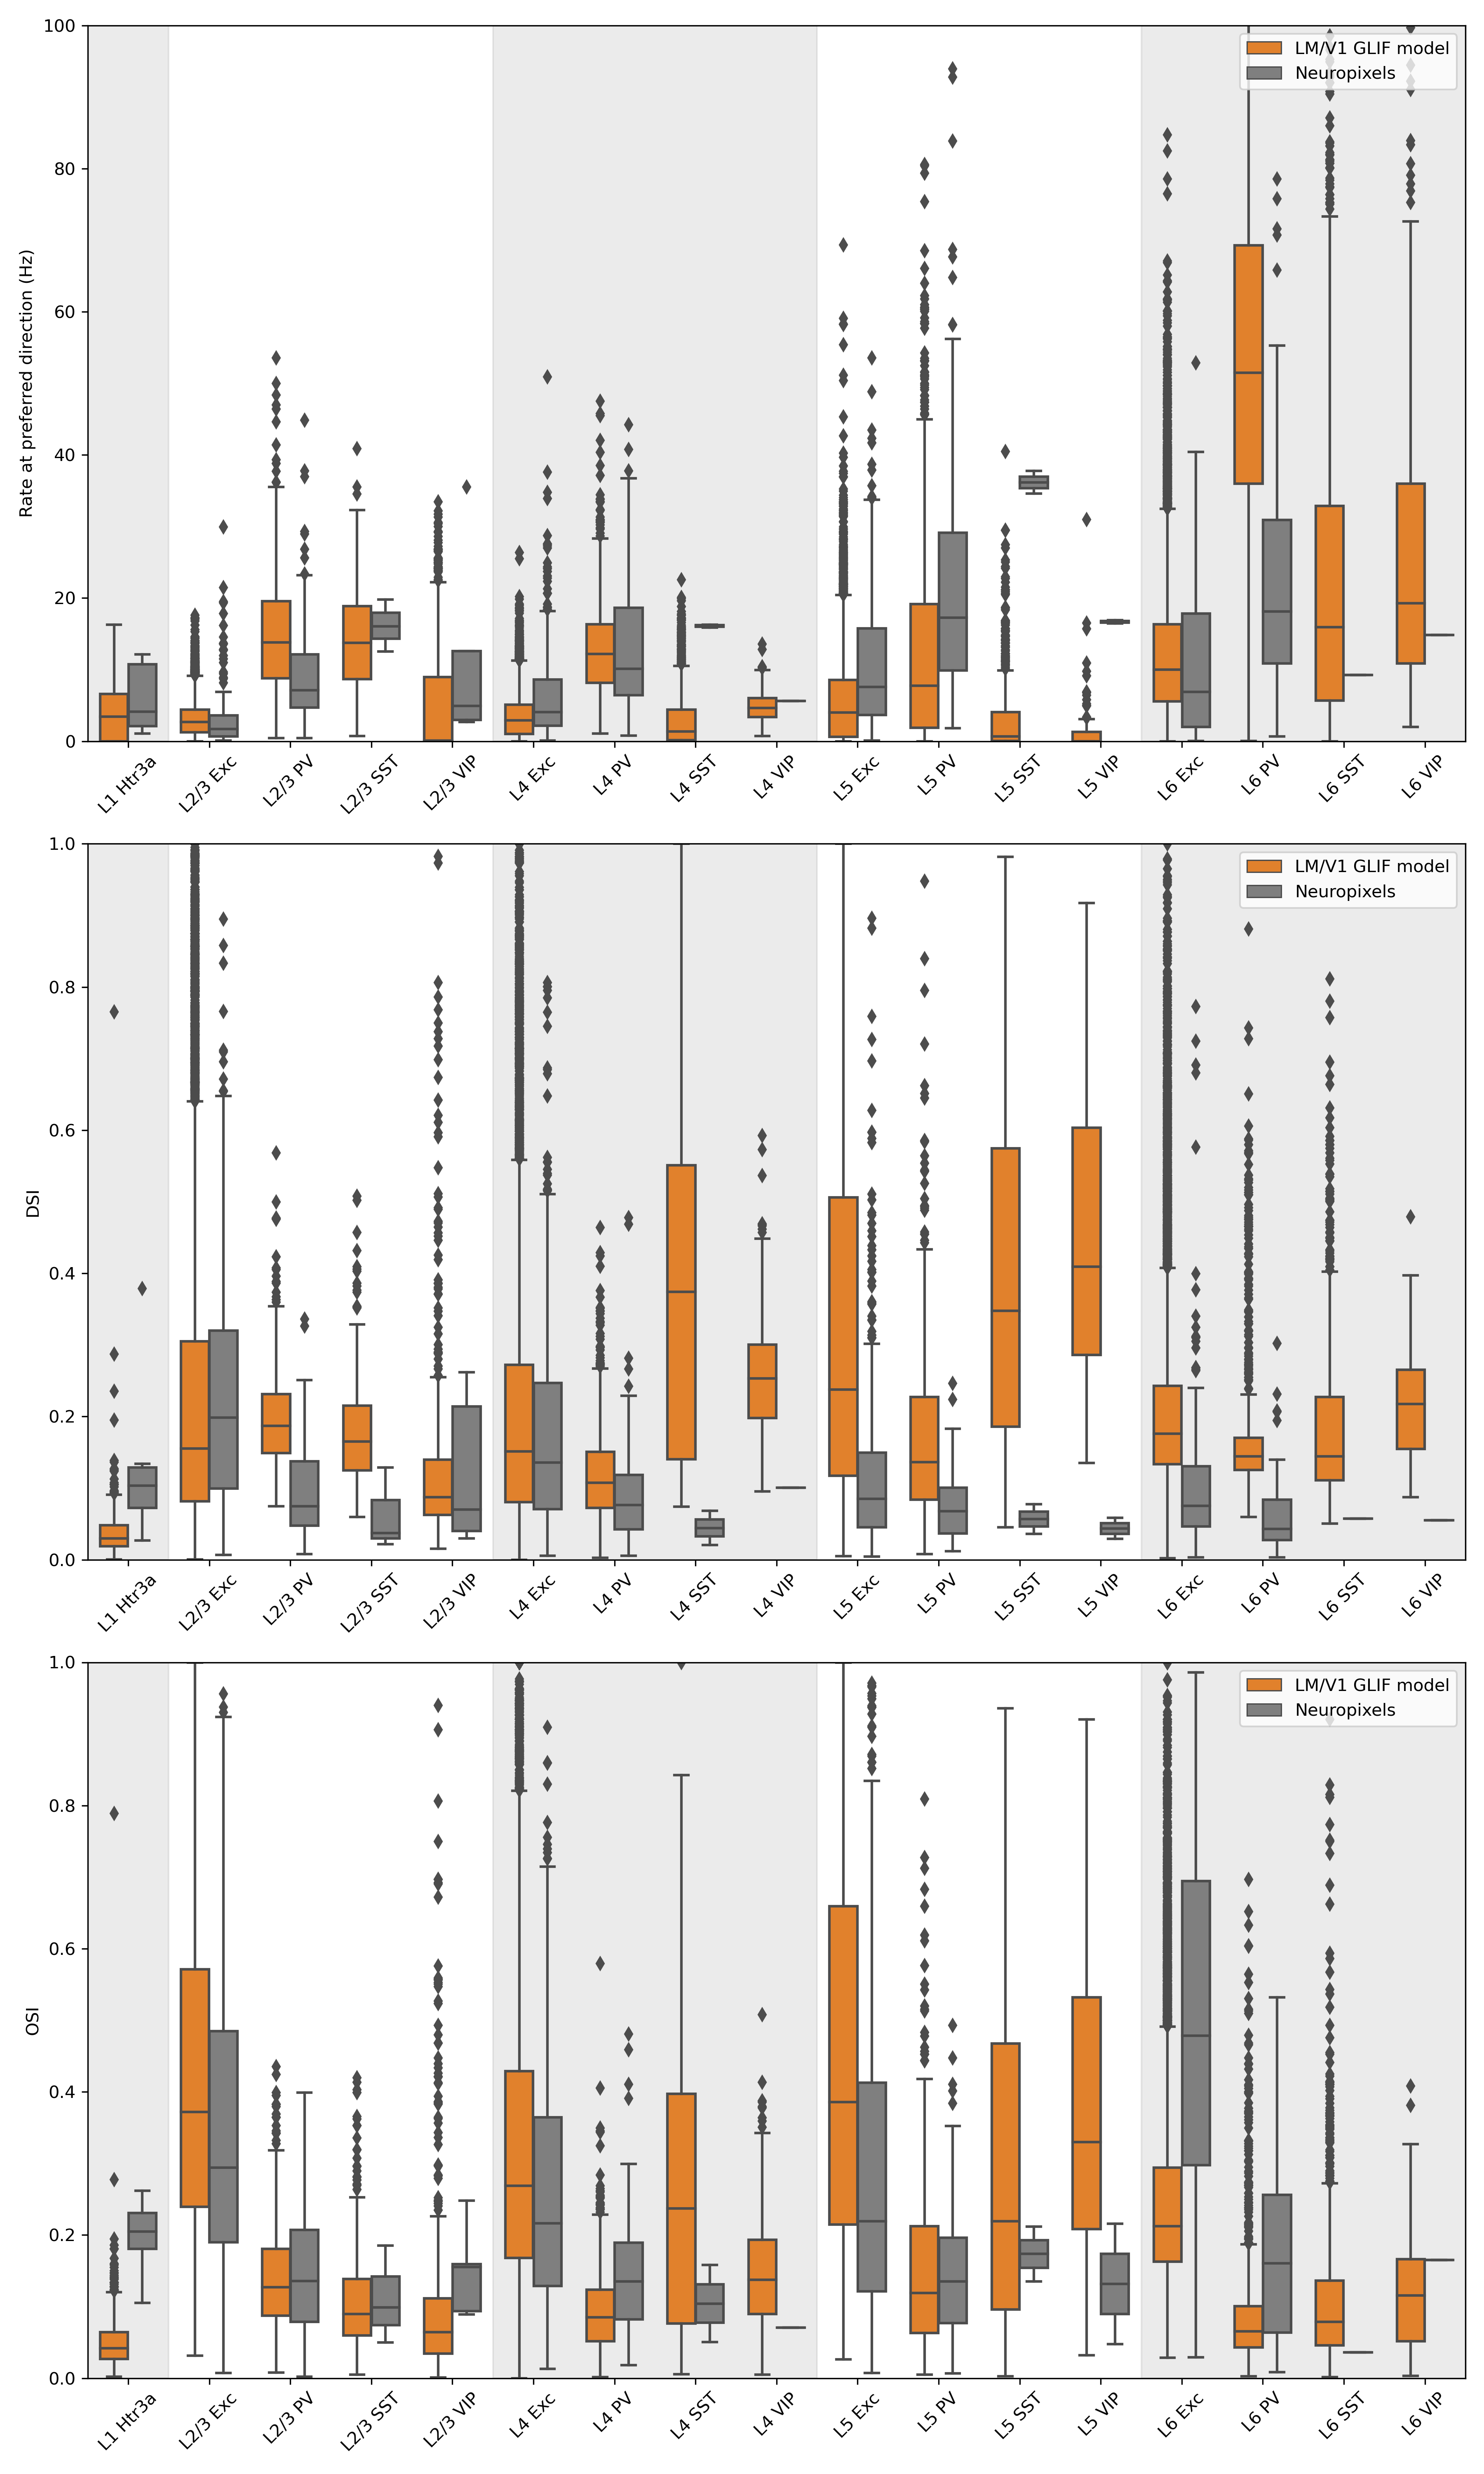 100
80
60
40
20
0
Rate at preferred direction (Hz)
LM/V1 GLIF model
Neuropixels
L1 Htr3a
L2/3 Exc
L2/3 PV
L2/3 SST
L2/3 VIP
L4 Exc
L4 PV
L4 SST
L4 VIP
L5 Exc
L5 PV
L5 SST
L5 VIP
L6 Exc
L6 PV
L6 SST
L6 VIP
1.0
0.8
0.6
0.4
0.2
0.0
DSI
LM/V1 GLIF model
Neuropixels
L1 Htr3a
L2/3 Exc
L2/3 PV
L2/3 SST
L2/3 VIP
L4 Exc
L4 PV
L4 SST
L4 VIP
L5 Exc
L5 PV
L5 SST
L5 VIP
L6 Exc
L6 PV
L6 SST
L6 VIP
1.0
0.8
0.6
0.4
0.2
0.0
OSI
LM/V1 GLIF model
Neuropixels
L1 Htr3a
L2/3 Exc
L2/3 PV
L2/3 SST
L2/3 VIP
L4 Exc
L4 PV
L4 SST
L4 VIP
L5 Exc
L5 PV
L5 SST
L5 VIP
L6 Exc
L6 PV
L6 SST
L6 VIP